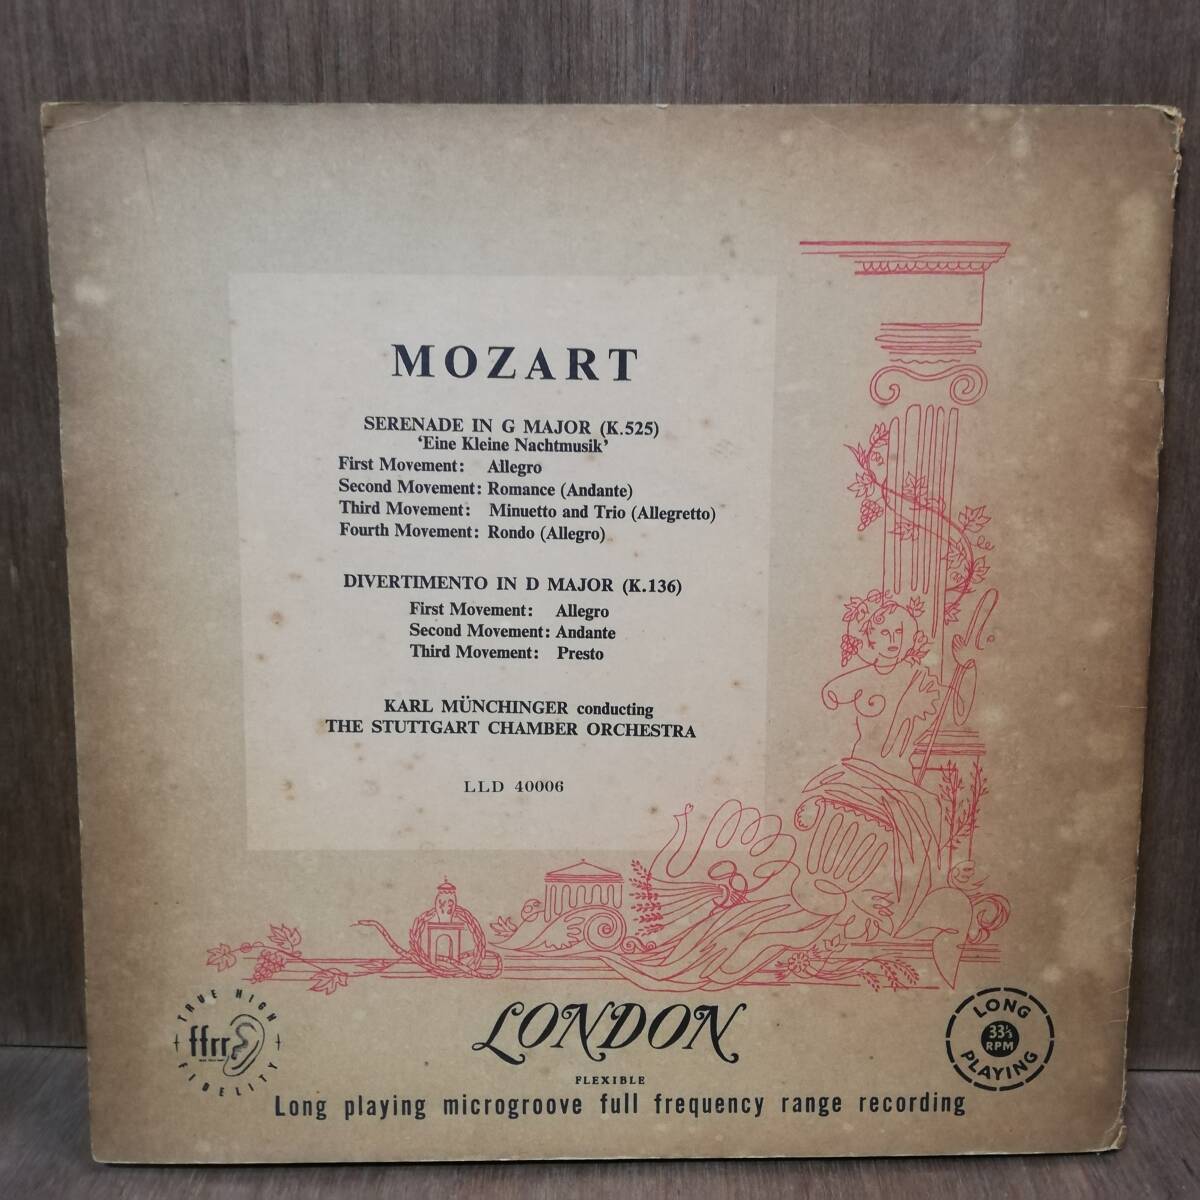 MOZART
SERENADE IN G MAJOR (K.525)
‘Eine Kleine Nachtmusik’
First Movement: Allegro
Second Movement: Romance (Andante)
Third Movement: Minuetto and Trio (Allegretto)
Fourth Movement: Rondo (Allegro)
DIVERTIMENTO IN D MAJOR (K.136)
First Movement: Allegro
Second Movement: Andante
Third Movement: Presto
KARL MÜNCHINGER conducting
THE STUTTGART CHAMBER ORCHESTRA
LLD 40006
TRUE HIGH
ffrr
FIDELITY
LONDON
FLEXIBLE
Long playing microgroove full frequency range recording
LONG
33⅓
RPM
PLAYING